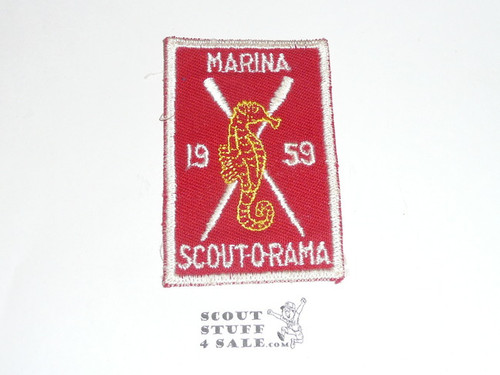 MARINA
19 59
SCOUT-O-RAMA
SCOUT
STUFF
4 SALE.COM